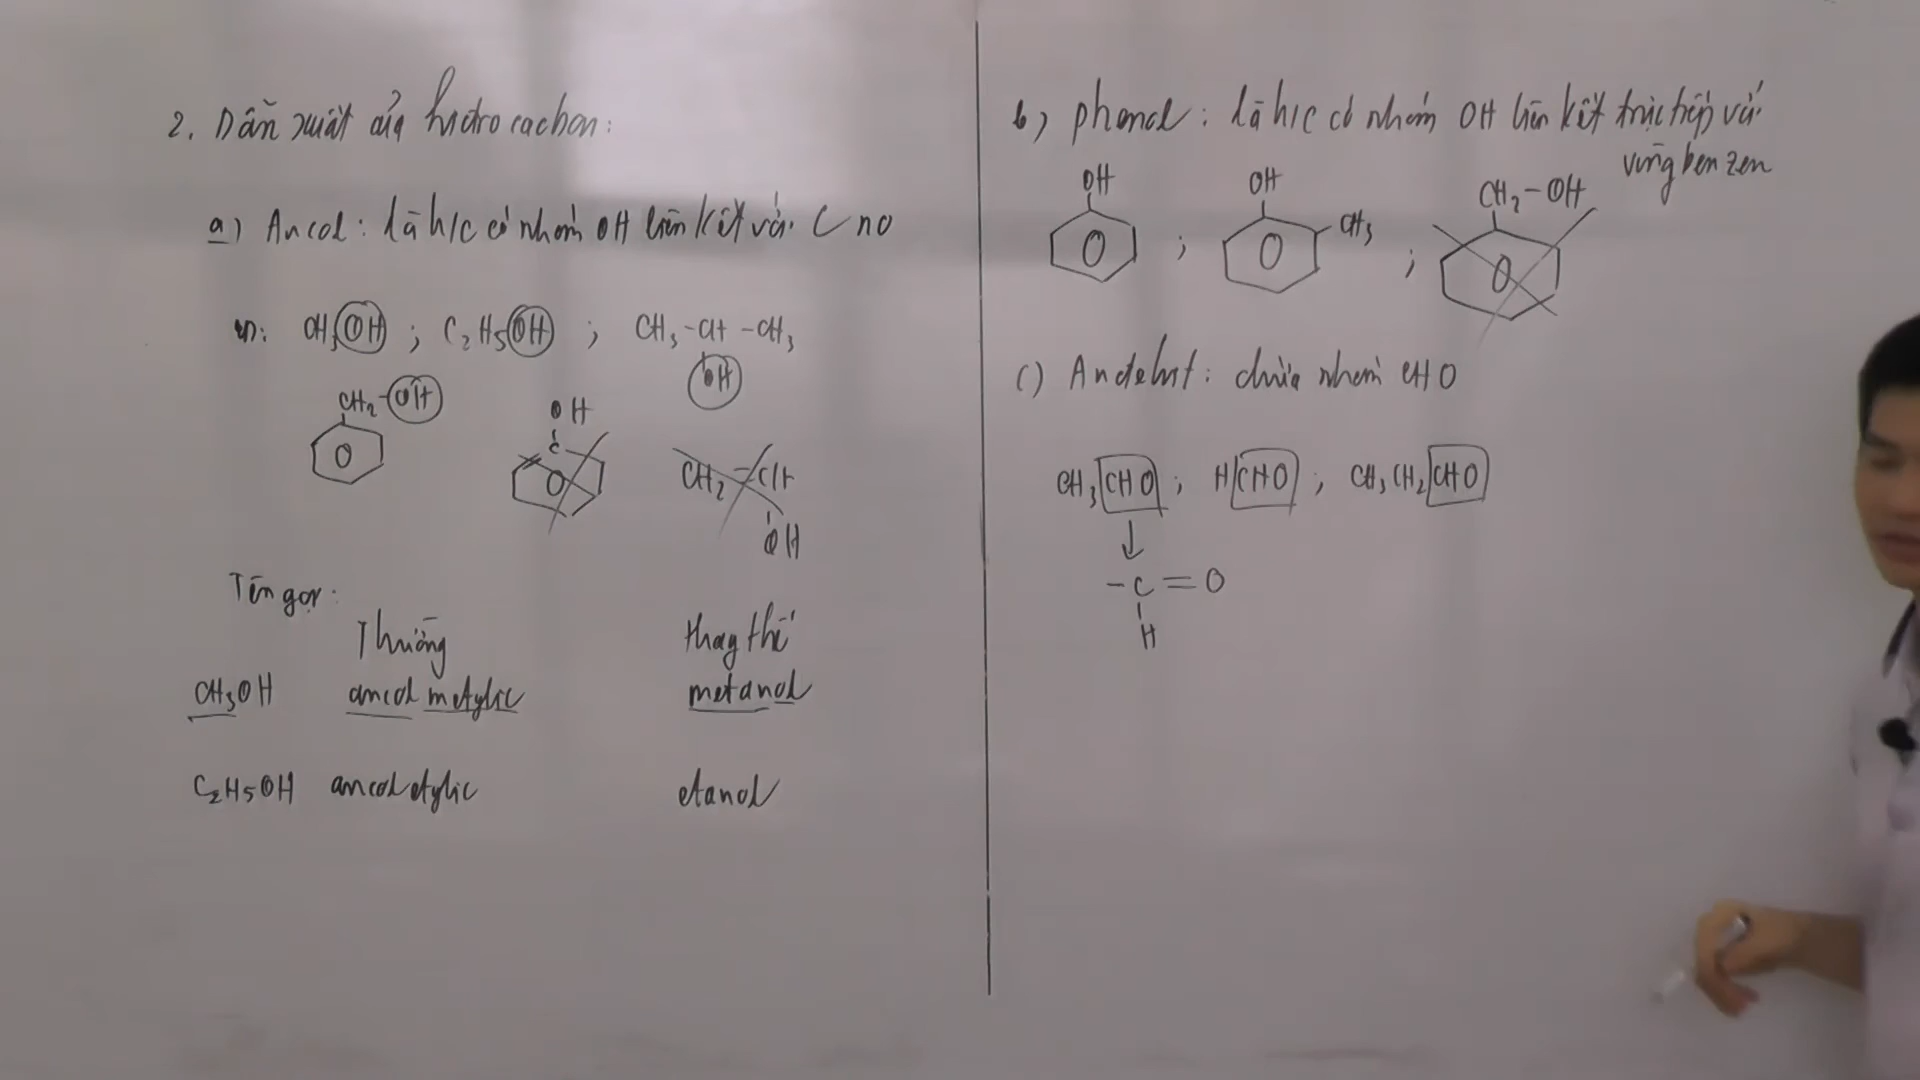 2. Dẫn xuất của hidro cacbon:
a) Ancol: là h/c có nhóm OH liên kết với C no
vd: CH3OH ; C2H5OH ; CH3-CH-CH3
OH
CH2-OH
OH
C
CH2=CH
OH
Tên gọi:
Thường thay thế
CH3OH ancol metylic metanol
C2H5OH ancol etylic etanol
b) phenol: là h/c có nhóm OH liên kết trực tiếp với
vòng benzen
OH ; OH CH3 ; CH2-OH
c) Andehit: chứa nhóm CHO
CH3CHO ; HCHO ; CH3CH2CHO
↓
-C=O
H